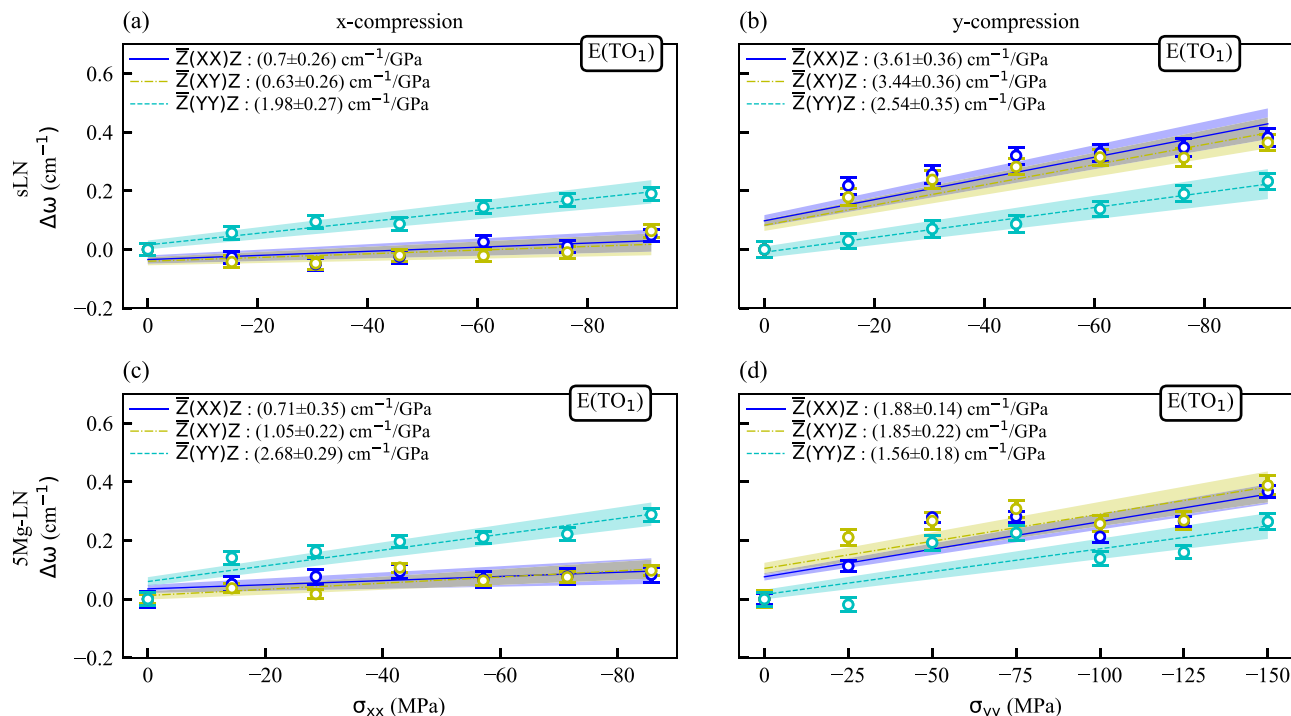 (a) x-compression
(b) y-compression
E(TO₁)
Z̅(XX)Z : (0.7±0.26) cm⁻¹/GPa
Z̅(XY)Z : (0.63±0.26) cm⁻¹/GPa
Z̅(YY)Z : (1.98±0.27) cm⁻¹/GPa
E(TO₁)
Z̅(XX)Z : (3.61±0.36) cm⁻¹/GPa
Z̅(XY)Z : (3.44±0.36) cm⁻¹/GPa
Z̅(YY)Z : (2.54±0.35) cm⁻¹/GPa
sLN
Δω (cm⁻¹)
0.6
0.4
0.2
0.0
−0.2
0 −20 −40 −60 −80
0 −20 −40 −60 −80
(c)
(d)
E(TO₁)
Z̅(XX)Z : (0.71±0.35) cm⁻¹/GPa
Z̅(XY)Z : (1.05±0.22) cm⁻¹/GPa
Z̅(YY)Z : (2.68±0.29) cm⁻¹/GPa
E(TO₁)
Z̅(XX)Z : (1.88±0.14) cm⁻¹/GPa
Z̅(XY)Z : (1.85±0.22) cm⁻¹/GPa
Z̅(YY)Z : (1.56±0.18) cm⁻¹/GPa
5Mg-LN
Δω (cm⁻¹)
0.6
0.4
0.2
0.0
−0.2
0 −20 −40 −60 −80
0 −25 −50 −75 −100 −125 −150
σxx (MPa)
σyy (MPa)